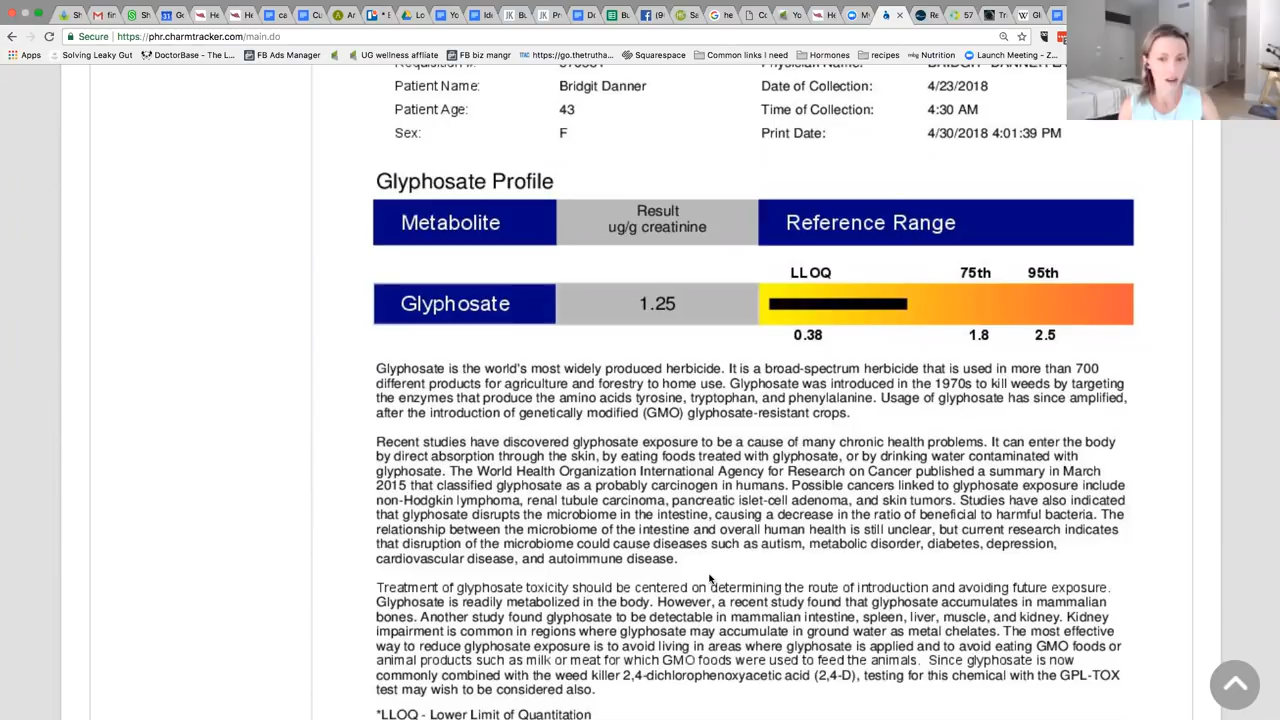 Secure | https://phr.charmtracker.com/main.do
Apps Solving Leaky Gut DoctorBase - The L... FB Ads Manager UG wellness affliate FB biz mangr https://go.thetrutha... Squarespace Common links I need Hormones recipes Nutrition Launch Meeting - Z...
Patient Name: Bridgit Danner Date of Collection: 4/23/2018
Patient Age: 43 Time of Collection: 4:30 AM
Sex: F Print Date: 4/30/2018 4:01:39 PM
Glyphosate Profile
Metabolite Result Reference Range
ug/g creatinine
LLOQ 75th 95th
Glyphosate 1.25
0.38 1.8 2.5
Glyphosate is the world's most widely produced herbicide. It is a broad-spectrum herbicide that is used in more than 700
different products for agriculture and forestry to home use. Glyphosate was introduced in the 1970s to kill weeds by targeting
the enzymes that produce the amino acids tyrosine, tryptophan, and phenylalanine. Usage of glyphosate has since amplified,
after the introduction of genetically modified (GMO) glyphosate-resistant crops.
Recent studies have discovered glyphosate exposure to be a cause of many chronic health problems. It can enter the body
by direct absorption through the skin, by eating foods treated with glyphosate, or by drinking water contaminated with
glyphosate. The World Health Organization International Agency for Research on Cancer published a summary in March
2015 that classified glyphosate as a probably carcinogen in humans. Possible cancers linked to glyphosate exposure include
non-Hodgkin lymphoma, renal tubule carcinoma, pancreatic islet-cell adenoma, and skin tumors. Studies have also indicated
that glyphosate disrupts the microbiome in the intestine, causing a decrease in the ratio of beneficial to harmful bacteria. The
relationship between the microbiome of the intestine and overall human health is still unclear, but current research indicates
that disruption of the microbiome could cause diseases such as autism, metabolic disorder, diabetes, depression,
cardiovascular disease, and autoimmune disease.
Treatment of glyphosate toxicity should be centered on determining the route of introduction and avoiding future exposure.
Glyphosate is readily metabolized in the body. However, a recent study found that glyphosate accumulates in mammalian
bones. Another study found glyphosate to be detectable in mammalian intestine, spleen, liver, muscle, and kidney. Kidney
impairment is common in regions where glyphosate may accumulate in ground water as metal chelates. The most effective
way to reduce glyphosate exposure is to avoid living in areas where glyphosate is applied and to avoid eating GMO foods or
animal products such as milk or meat for which GMO foods were used to feed the animals. Since glyphosate is now
commonly combined with the weed killer 2,4-dichlorophenoxyacetic acid (2,4-D), testing for this chemical with the GPL-TOX
test may wish to be considered also.
*LLOQ - Lower Limit of Quantitation